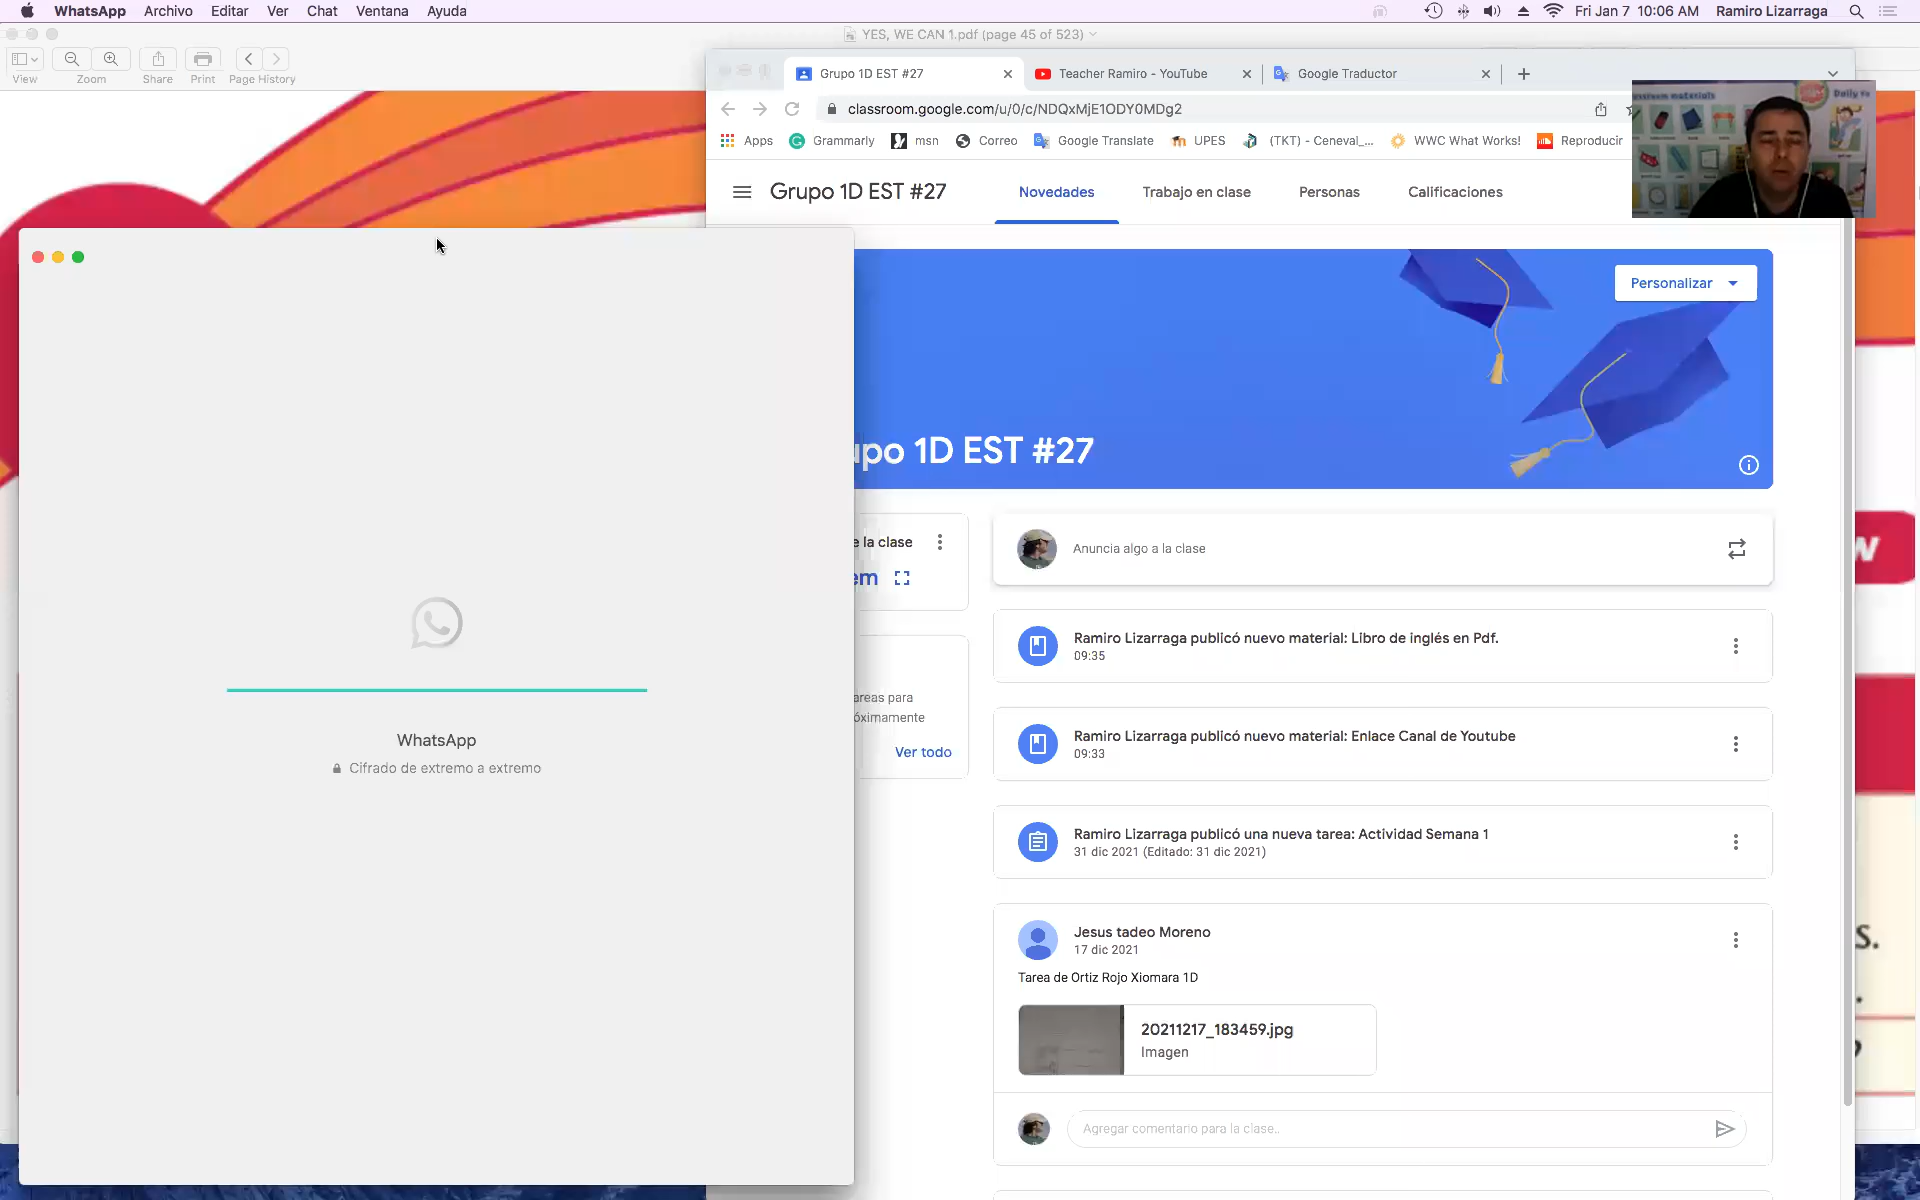 WhatsApp Archivo Editar Ver Chat Ventana Ayuda
Fri Jan 7 10:06 AM Ramiro Lizarraga
YES, WE CAN 1.pdf (page 45 of 523)
View Zoom Share Print Page History
Grupo 1D EST #27
Teacher Ramiro - YouTube
Google Traductor
classroom.google.com/u/0/c/NDQxMjE1ODY0MDg2
Apps Grammarly msn Correo Google Translate UPES (TKT) - Ceneval_... WWC What Works! Reproducir
Grupo 1D EST #27 Novedades Trabajo en clase Personas Calificaciones
Personalizar
upo 1D EST #27
e la clase
em
Anuncia algo a la clase
Ramiro Lizarraga publicó nuevo material: Libro de inglés en Pdf.
09:35
areas para
óximamente
Ver todo
Ramiro Lizarraga publicó nuevo material: Enlace Canal de Youtube
09:33
Ramiro Lizarraga publicó una nueva tarea: Actividad Semana 1
31 dic 2021 (Editado: 31 dic 2021)
Jesus tadeo Moreno
17 dic 2021
Tarea de Ortiz Rojo Xiomara 1D
20211217_183459.jpg
Imagen
Agregar comentario para la clase..
WhatsApp
Cifrado de extremo a extremo
W
s.